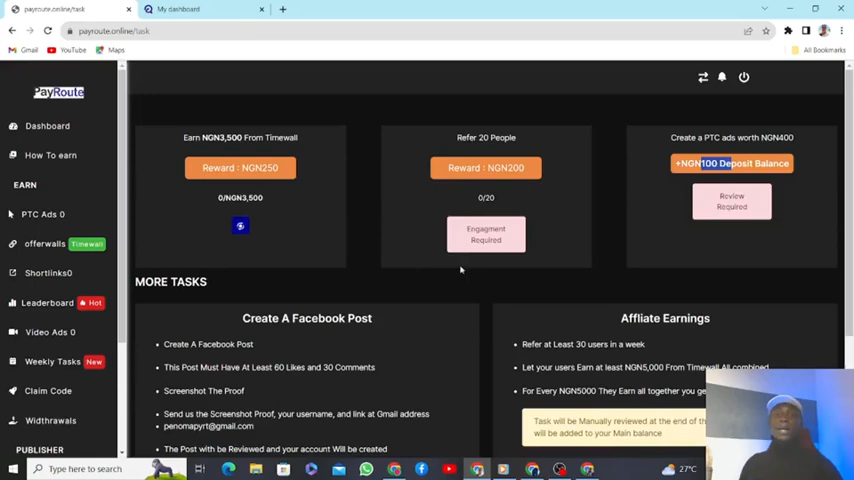 payroute.online/task
My dashboard
payroute.online/task
Gmail
YouTube
Maps
All Bookmarks
PayRoute
Dashboard
How To earn
EARN
PTC Ads 0
offerwalls Timewall
Shortlinks0
Leaderboard Hot
Video Ads 0
Weekly Tasks New
Claim Code
Widthrawals
PUBLISHER
Earn NGN3,500 From Timewall
Reward : NGN250
0/NGN3,500
Refer 20 People
Reward : NGN200
0/20
Engagment
Required
Create a PTC ads worth NGN400
+NGN100 Deposit Balance
Review
Required
MORE TASKS
Create A Facebook Post
Create A Facebook Post
This Post Must Have At Least 60 Likes and 30 Comments
Screenshot The Proof
Send us the Screenshot Proof, your username, and link at Gmail address
penomapyrt@gmail.com
The Post with be Reviewed and your account Will be created
Affliate Earnings
Refer at Least 30 users in a week
Let your users Earn at least NGN5,000 From Timewall All combined
For Every NGN5000 They Earn all together you ge
Task will be Manually reviewed at the end of th
will be added to your Main balance
Type here to search
27°C